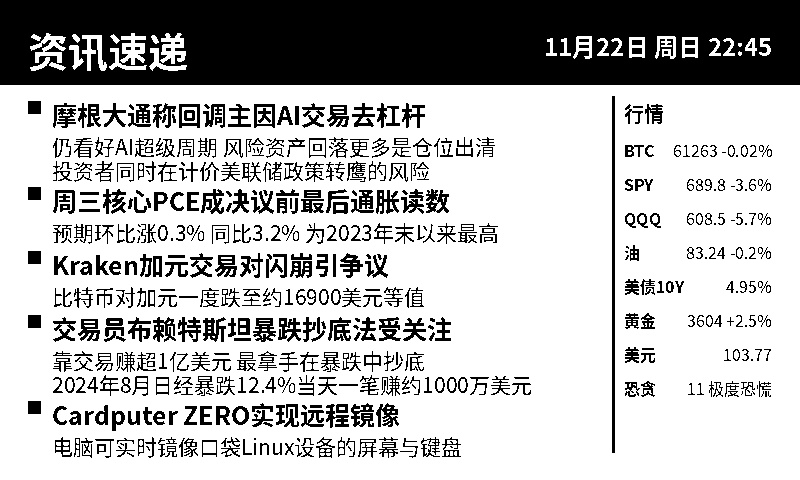 资讯速递
11月22日 周日 22:45
摩根大通称回调主因AI交易去杠杆
仍看好AI超级周期 风险资产回落更多是仓位出清
投资者同时在计价美联储政策转鹰的风险
周三核心PCE成决议前最后通胀读数
预期环比涨0.3% 同比3.2% 为2023年末以来最高
Kraken加元交易对闪崩引争议
比特币对加元一度跌至约16900美元等值
交易员布赖特斯坦暴跌抄底法受关注
靠交易赚超1亿美元 最拿手在暴跌中抄底
2024年8月日经暴跌12.4%当天一笔赚约1000万美元
Cardputer ZERO实现远程镜像
电脑可实时镜像口袋Linux设备的屏幕与键盘
行情
BTC 61263 -0.02%
SPY 689.8 -3.6%
QQQ 608.5 -5.7%
油 83.24 -0.2%
美债10Y 4.95%
黄金 3604 +2.5%
美元 103.77
恐贪 11 极度恐慌